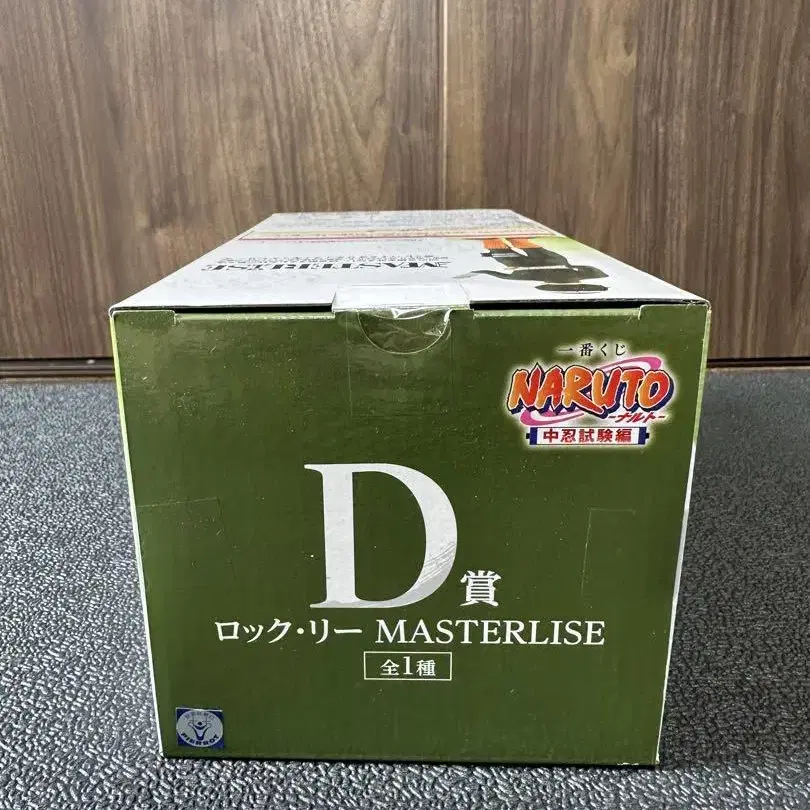 MASTERLISE
一番くじ
NARUTO
-ナルト-
中忍試験編
D賞
ロック・リー MASTERLISE
全1種
PIERROT